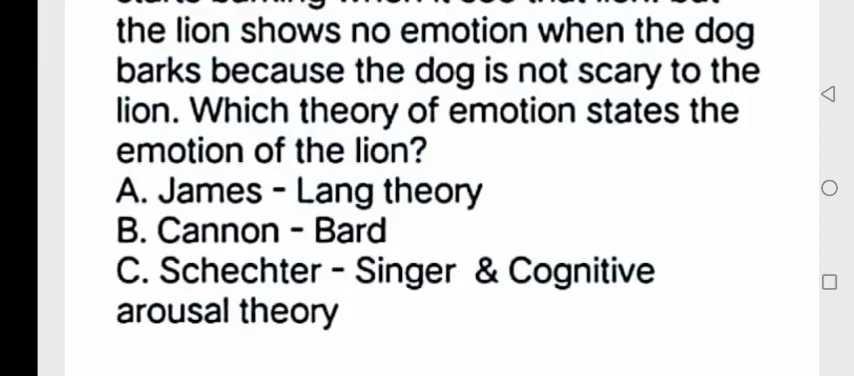 the lion shows no emotion when the dog
barks because the dog is not scary to the
lion. Which theory of emotion states the
emotion of the lion?
A. James - Lang theory
B. Cannon - Bard
C. Schechter - Singer & Cognitive
arousal theory